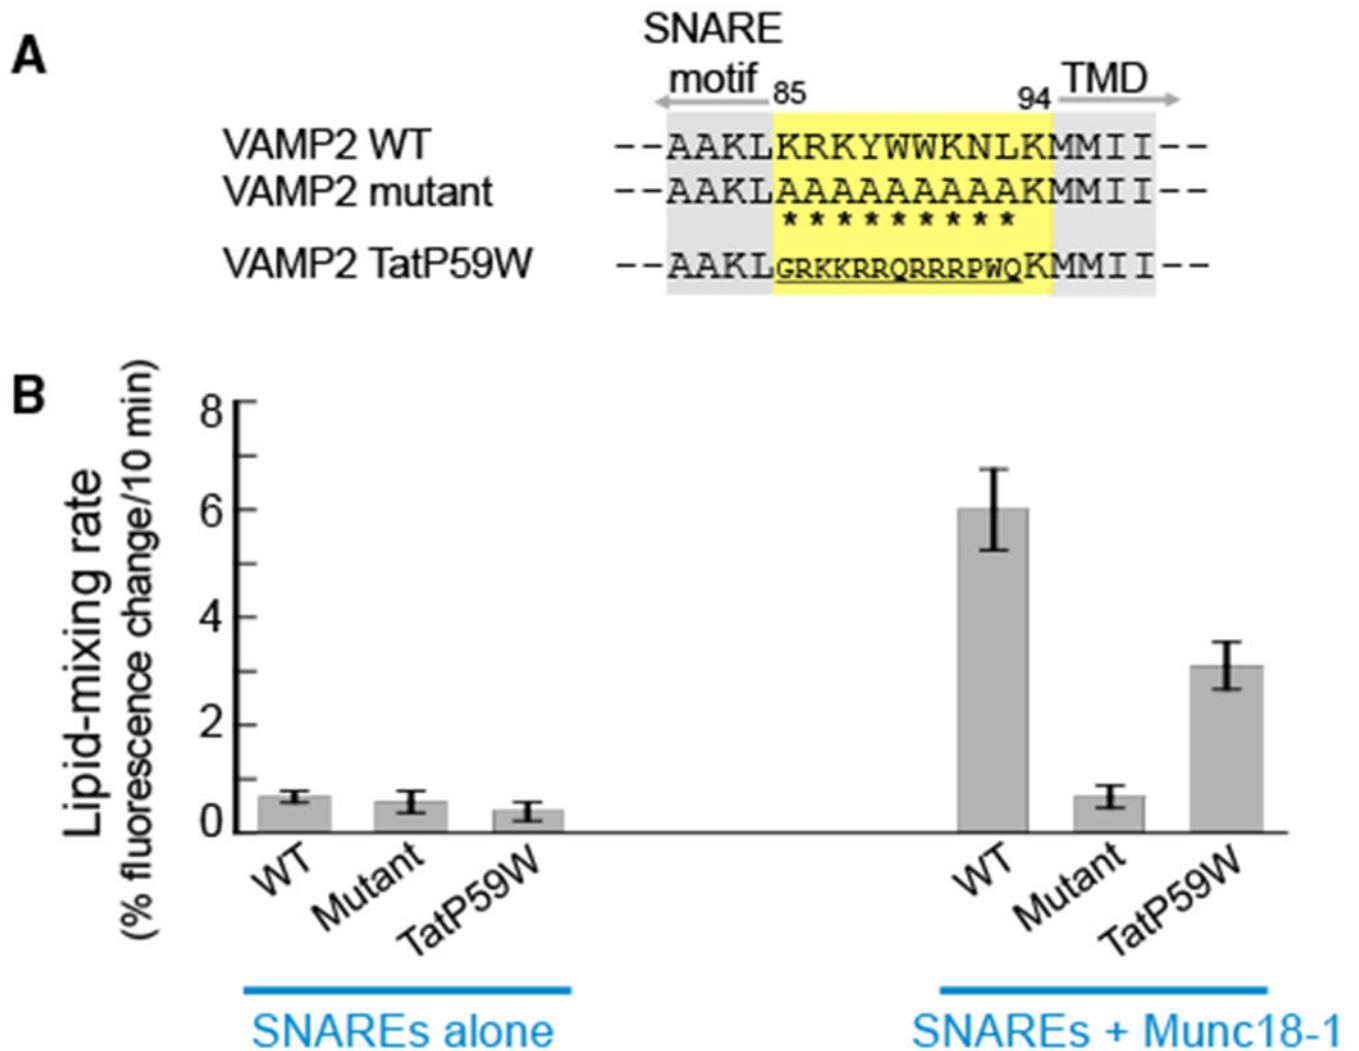 A
SNARE
motif 85 94 TMD
VAMP2 WT --AAKLKRKYWWKNLKMMII--
VAMP2 mutant --AAKLAAAAAAAAAKMMII--
* * * * * * * * *
VAMP2 TatP59W --AAKLGRKKRRQRRRPWQKMMII--
B
Lipid-mixing rate
(% fluorescence change/10 min)
8
6
4
2
0
WT Mutant TatP59W WT Mutant TatP59W
SNAREs alone SNAREs + Munc18-1